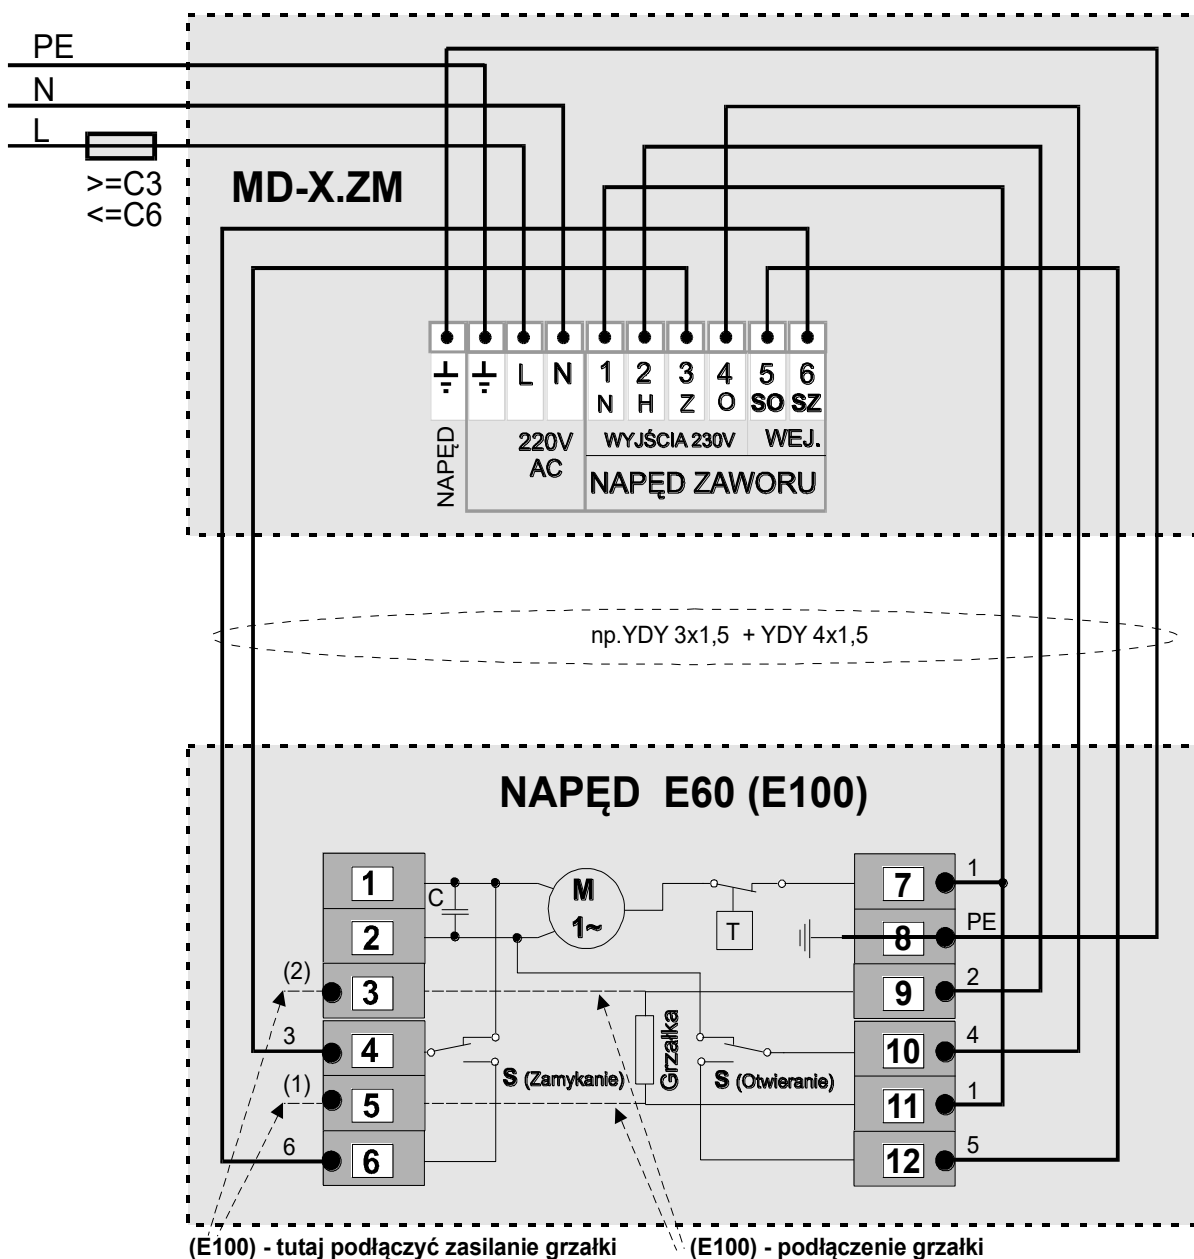 PE
N
L
>=C3
<=C6
MD-X.ZM
L N 1 2 3 4 5 6
N H Z O SO SZ
NAPĘD
220V
AC
WYJŚCIA 230V WEJ.
NAPĘD ZAWORU
np.YDY 3x1,5 + YDY 4x1,5
NAPĘD E60 (E100)
1 C M 1~ 7 1
2 T 8 PE
(2) 3 9 2
3 4 Grzałka 10 4
S (Zamykanie) S (Otwieranie)
(1) 5 11 1
6 6 12 5
(E100) - tutaj podłączyć zasilanie grzałki
(E100) - podłączenie grzałki